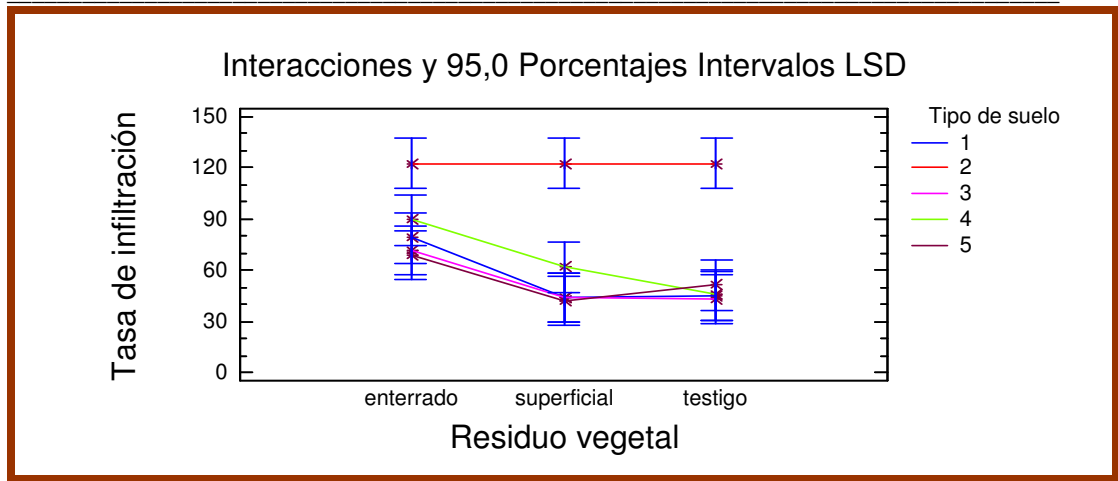 Interacciones y 95,0 Porcentajes Intervalos LSD
Tasa de infiltración
150
120
90
60
30
0
enterrado superficial testigo
Residuo vegetal
Tipo de suelo
1
2
3
4
5